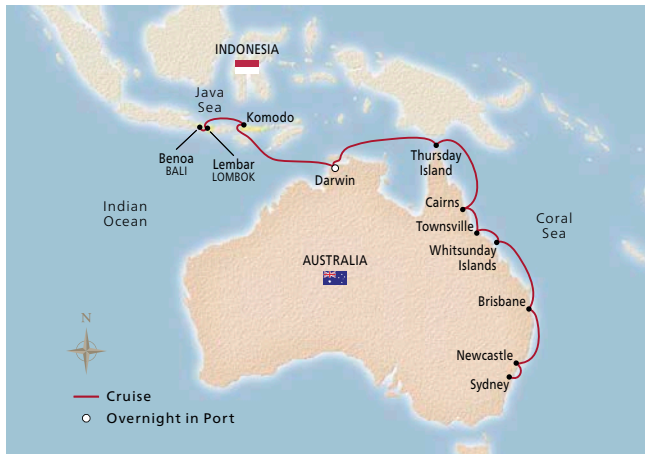 INDONESIA
Java
Sea
Komodo
Benoa
BALI
Lembar
LOMBOK
Darwin
Thursday
Island
Indian
Ocean
Cairns
Townsville
Coral
Sea
Whitsunday
Islands
AUSTRALIA
Brisbane
N
Newcastle
Sydney
Cruise
Overnight in Port